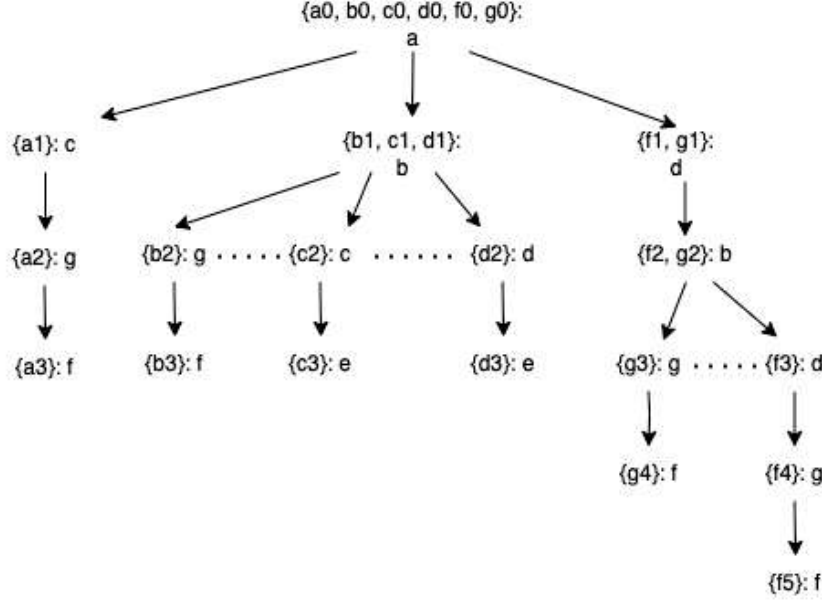 {a0, b0, c0, d0, f0, g0}:
a
{a1}: c
{b1, c1, d1}:
b
{f1, g1}:
d
{a2}: g
{b2}: g
{c2}: c
{d2}: d
{f2, g2}: b
{a3}: f
{b3}: f
{c3}: e
{d3}: e
{g3}: g
{f3}: d
{g4}: f
{f4}: g
{f5}: f